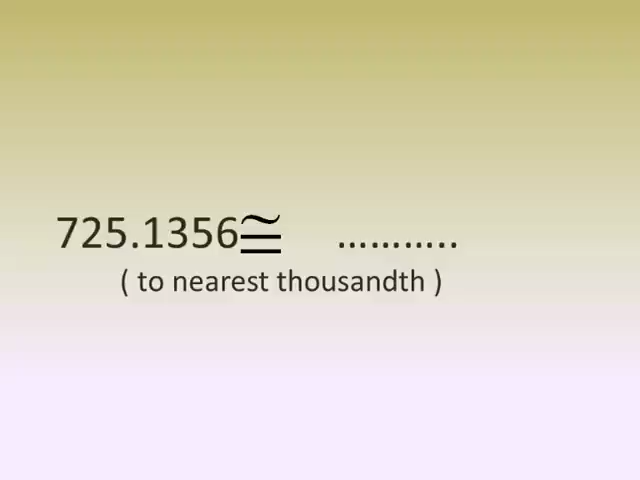 725.1356≅ ………..
( to nearest thousandth )